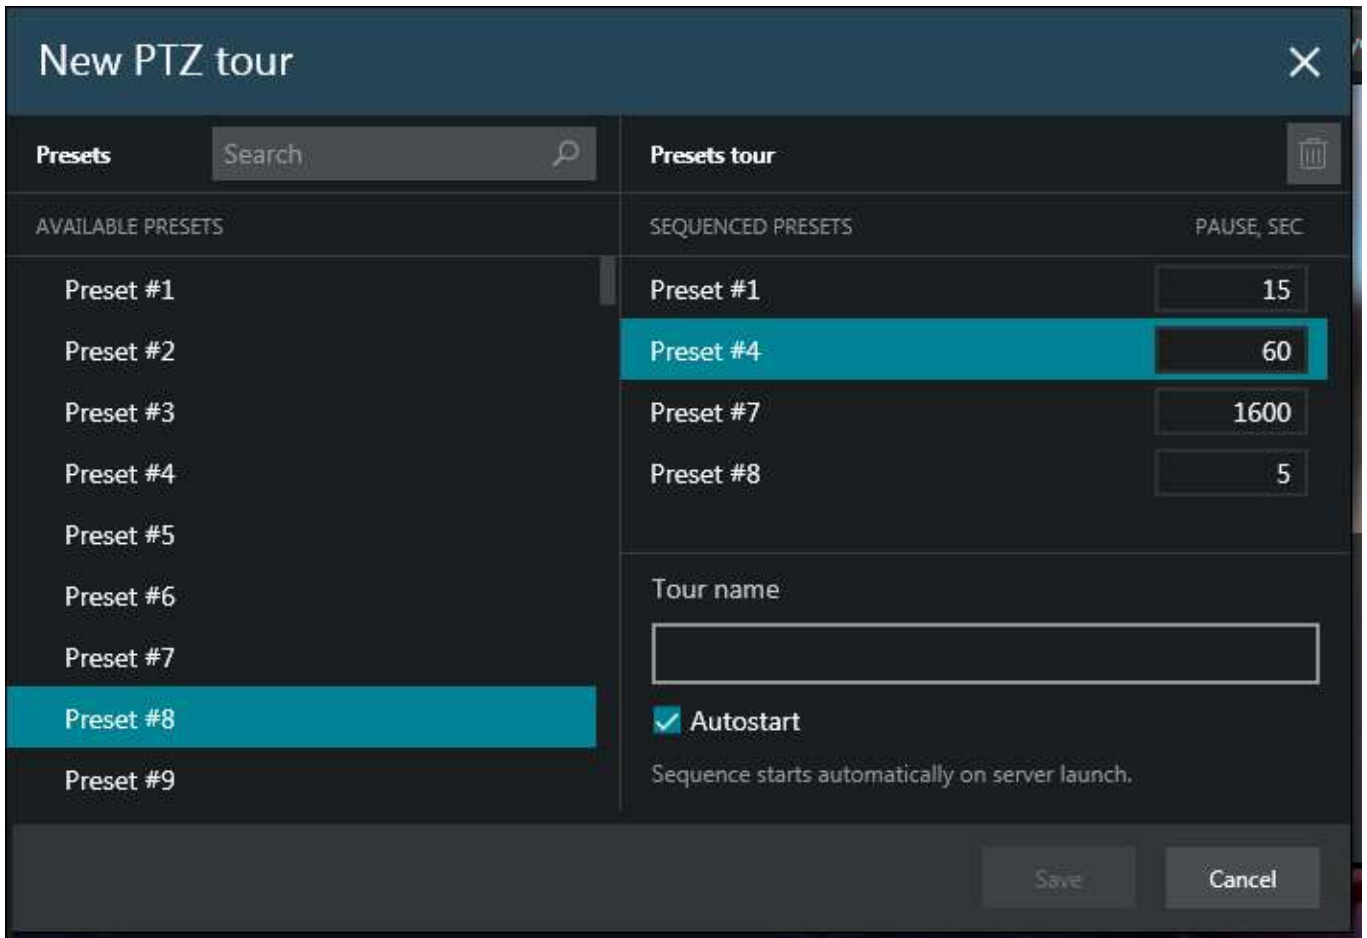 New PTZ tour
Presets
Search
Presets tour
AVAILABLE PRESETS
SEQUENCED PRESETS
PAUSE, SEC
Preset #1
Preset #2
Preset #3
Preset #4
Preset #5
Preset #6
Preset #7
Preset #8
Preset #9
Preset #1 15
Preset #4 60
Preset #7 1600
Preset #8 5
Tour name
Autostart
Sequence starts automatically on server launch.
Save
Cancel